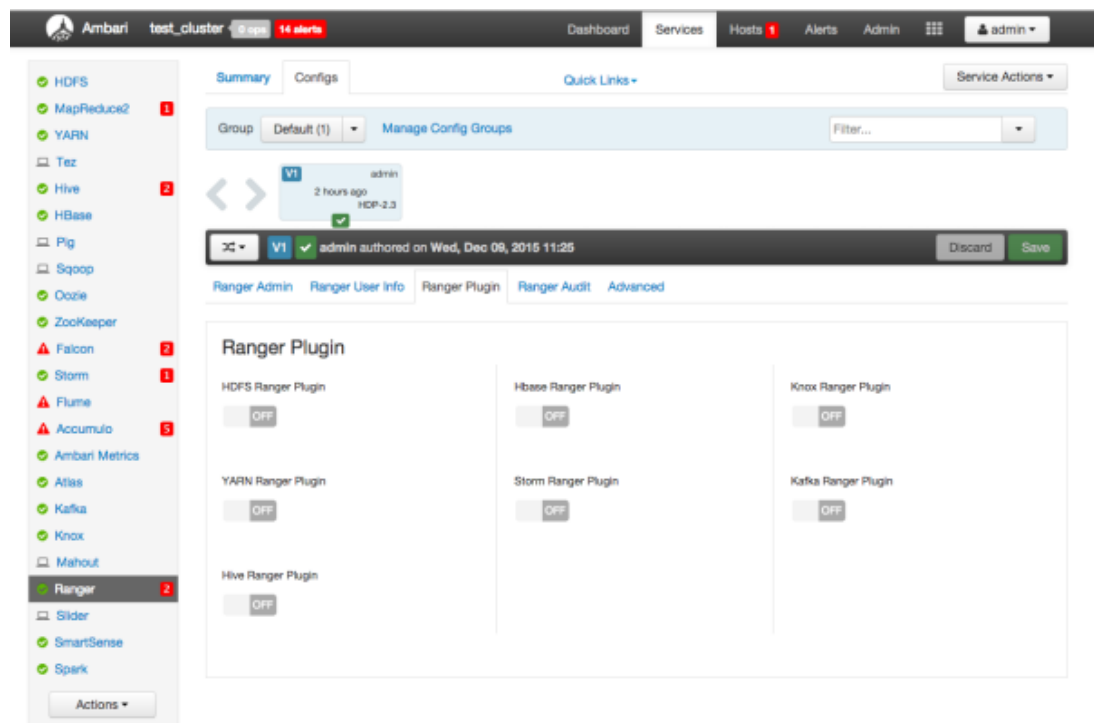 Ambari test_cluster 0 ops 14 alerts Dashboard Services Hosts 1 Alerts Admin admin
HDFS
MapReduce2 1
YARN
Tez
Hive 2
HBase
Pig
Sqoop
Oozie
ZooKeeper
Falcon 2
Storm 1
Flume
Accumulo 5
Ambari Metrics
Atlas
Kafka
Knox
Mahout
Ranger 2
Slider
SmartSense
Spark
Actions
Summary Configs Quick Links Service Actions
Group Default (1) Manage Config Groups Filter...
V1 admin
2 hours ago
HDP-2.3
V1 admin authored on Wed, Dec 09, 2015 11:25 Discard Save
Ranger Admin Ranger User Info Ranger Plugin Ranger Audit Advanced
Ranger Plugin
HDFS Ranger Plugin Hbase Ranger Plugin Knox Ranger Plugin
OFF OFF OFF
YARN Ranger Plugin Storm Ranger Plugin Kafka Ranger Plugin
OFF OFF OFF
Hive Ranger Plugin
OFF